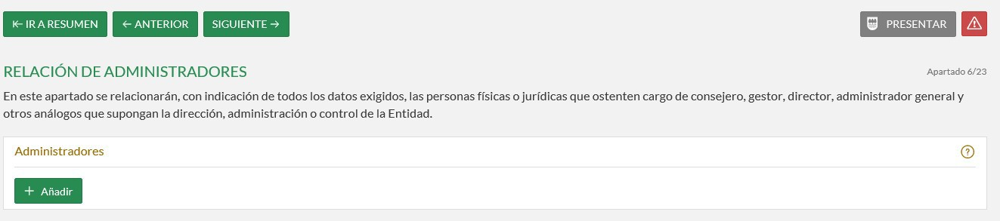 IR A RESUMEN ANTERIOR SIGUIENTE PRESENTAR
RELACIÓN DE ADMINISTRADORES Apartado 6/23
En este apartado se relacionarán, con indicación de todos los datos exigidos, las personas físicas o jurídicas que ostenten cargo de consejero, gestor, director, administrador general y
otros análogos que supongan la dirección, administración o control de la Entidad.
Administradores ?
+ Añadir